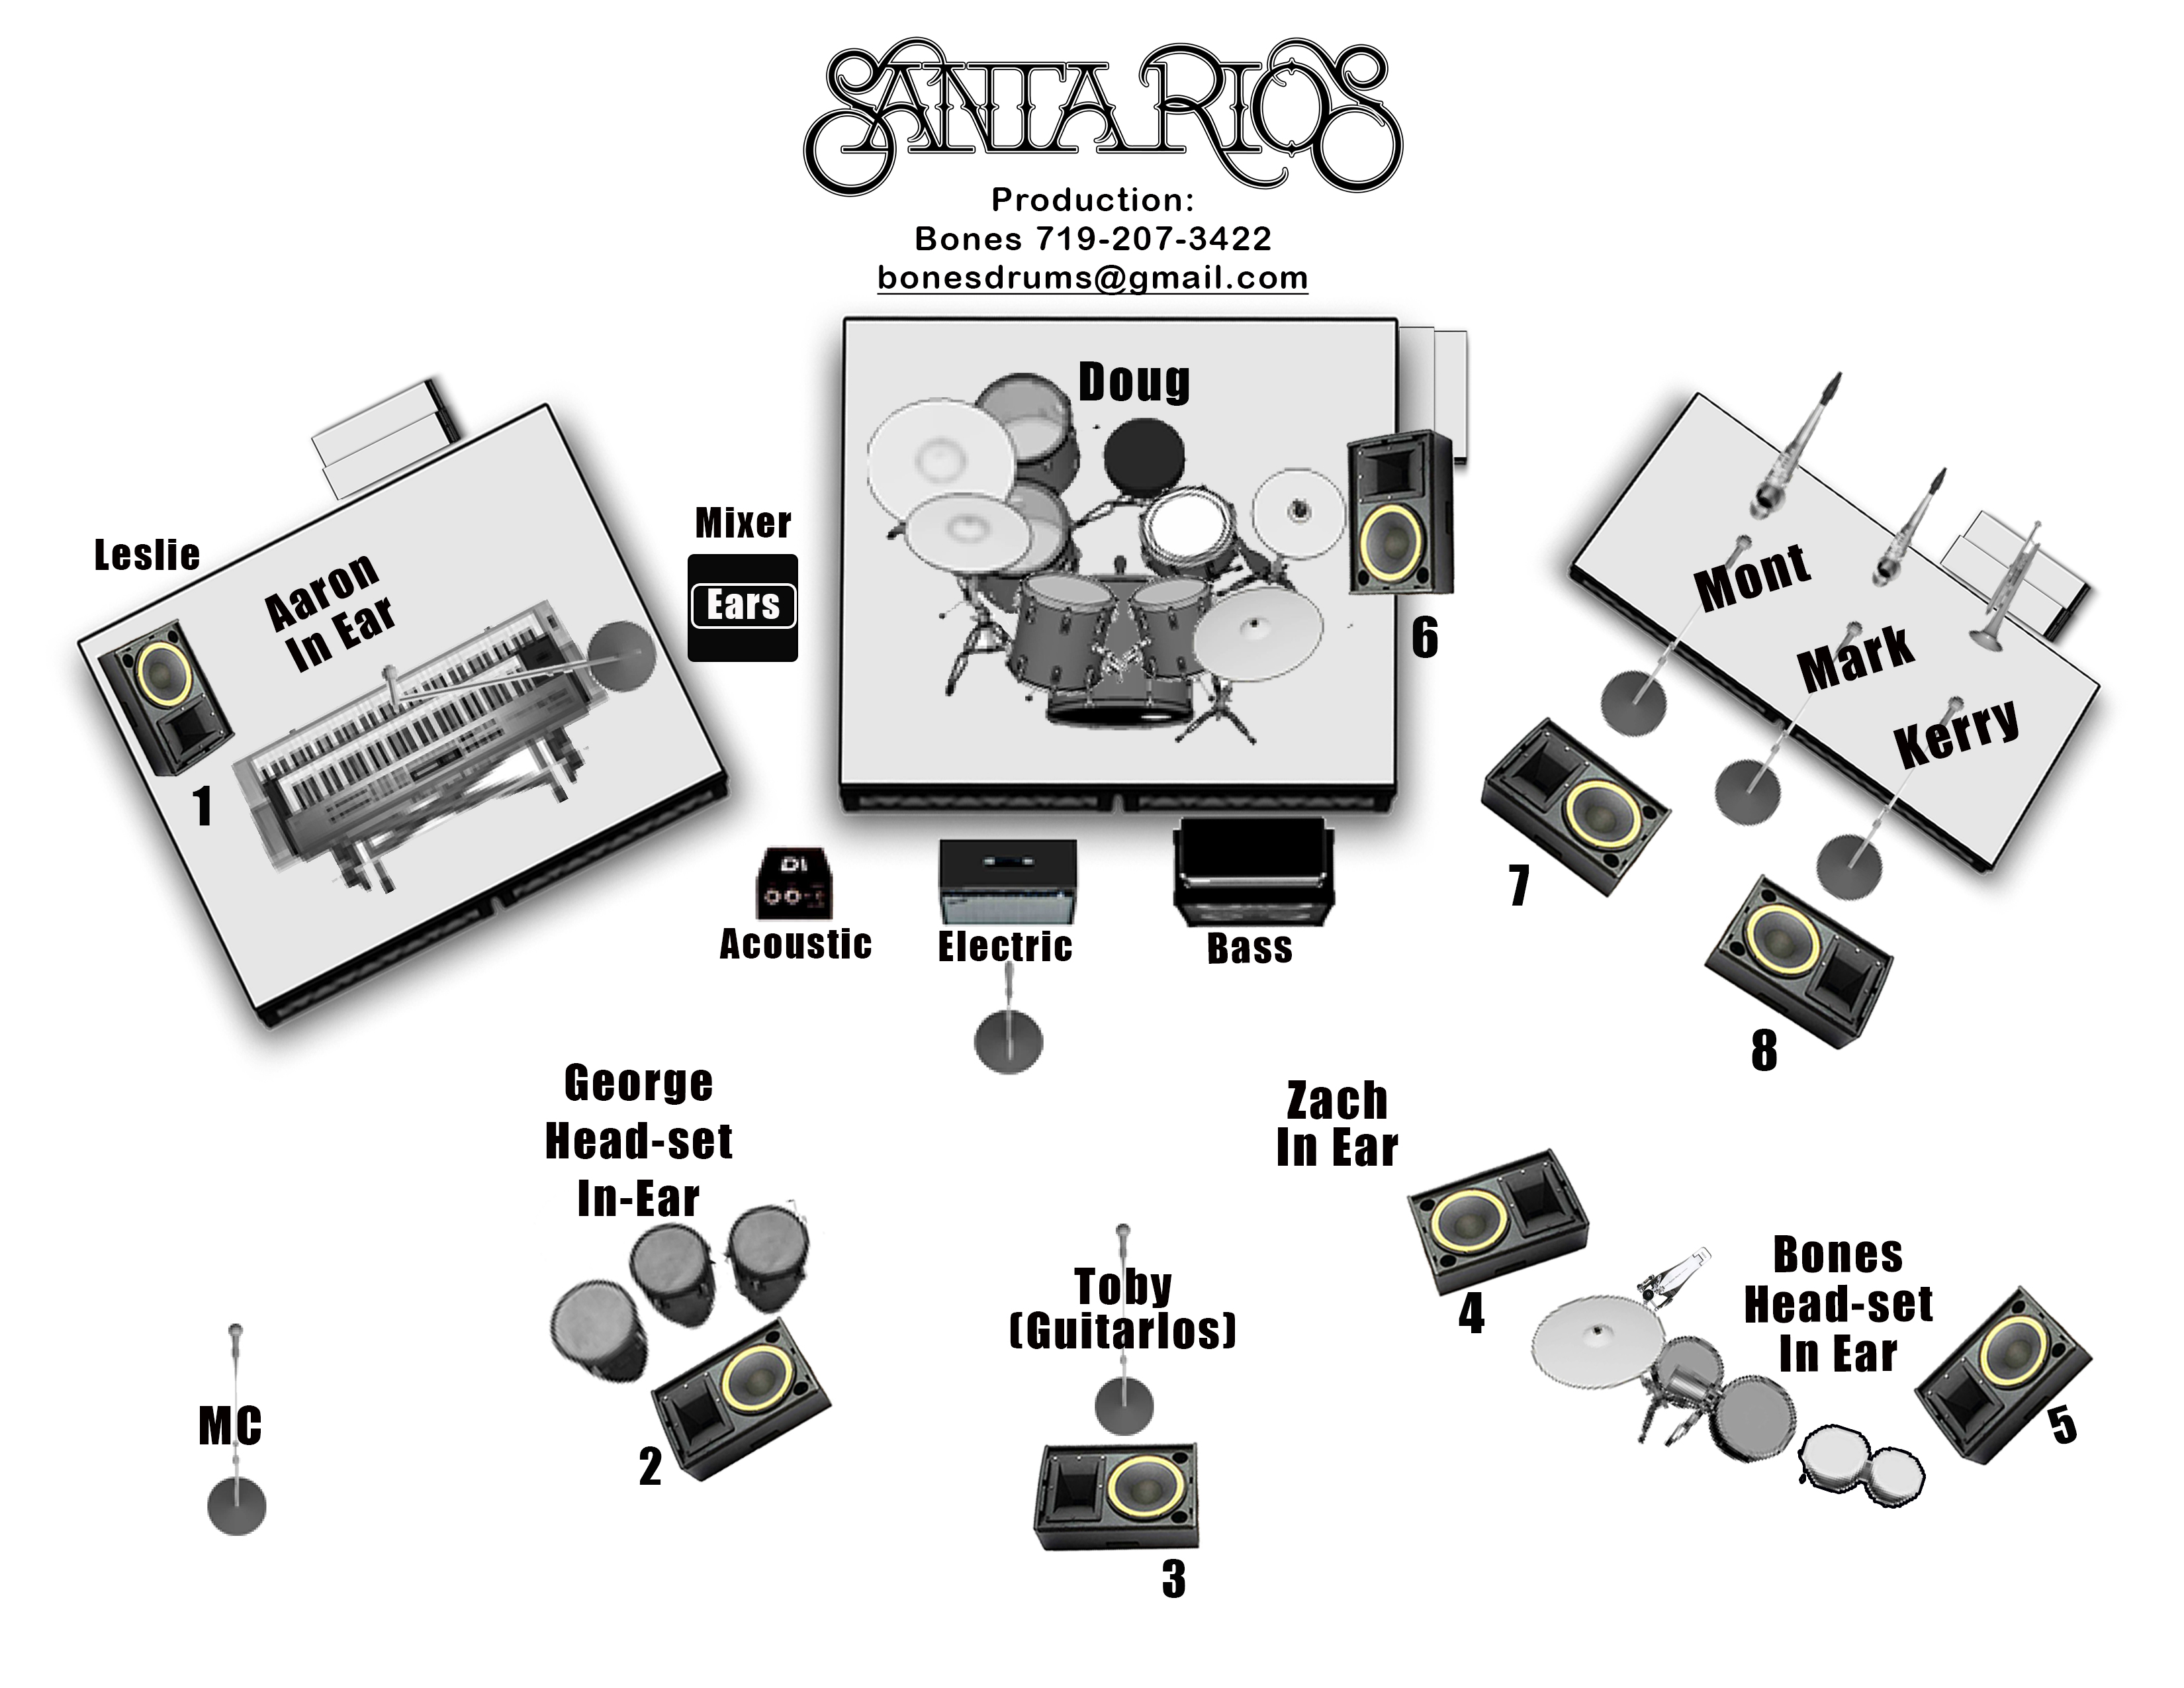 SANTA RIOS
Production:
Bones 719-207-3422
bonesdrums@gmail.com
Doug
Leslie
Aaron
In Ear
1
Mixer
Ears
6
Mont
Mark
Kerry
7
8
DI
Acoustic
Electric
Bass
George
Head-set
In-Ear
2
Zach
In Ear
4
Toby
(Guitarlos)
3
Bones
Head-set
In Ear
5
MC